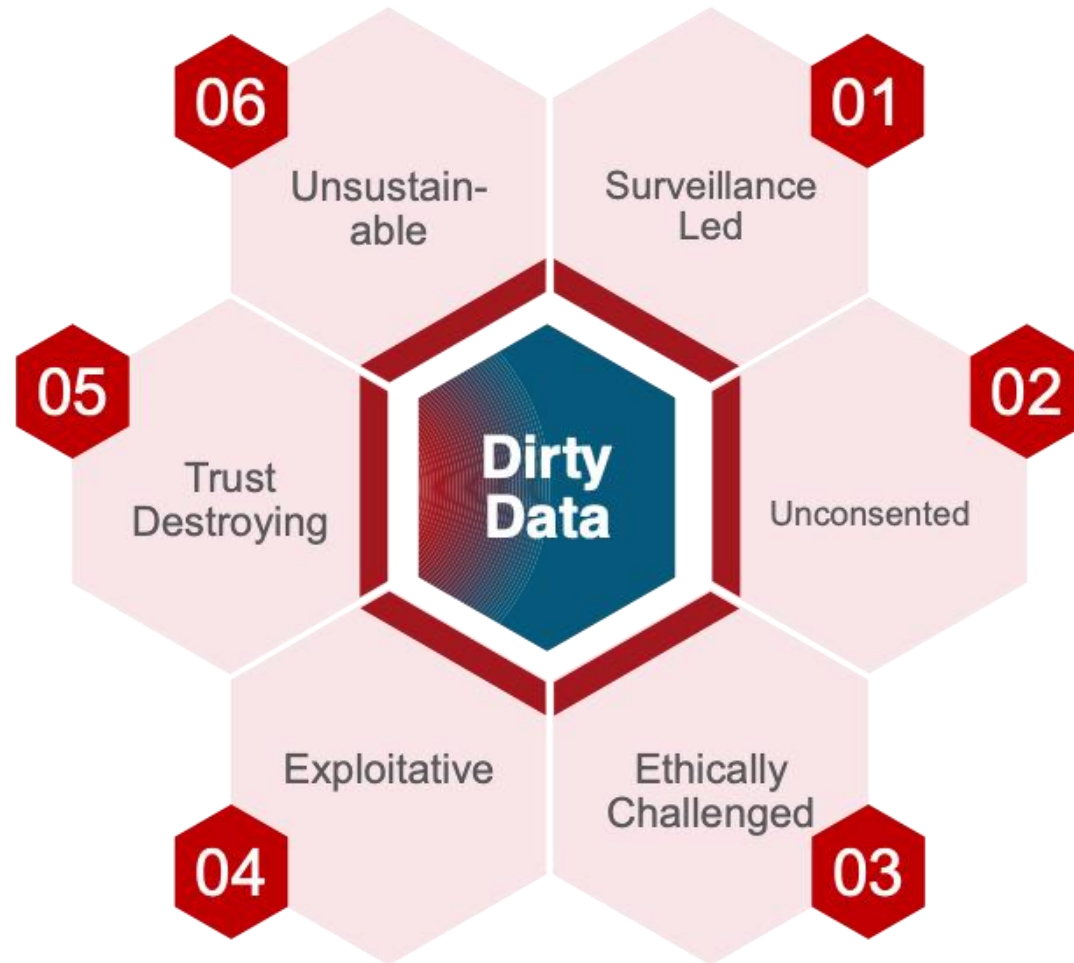 Dirty
Data
01
Surveillance
Led
02
Unconsented
03
Ethically
Challenged
04
Exploitative
05
Trust
Destroying
06
Unsustain-
able